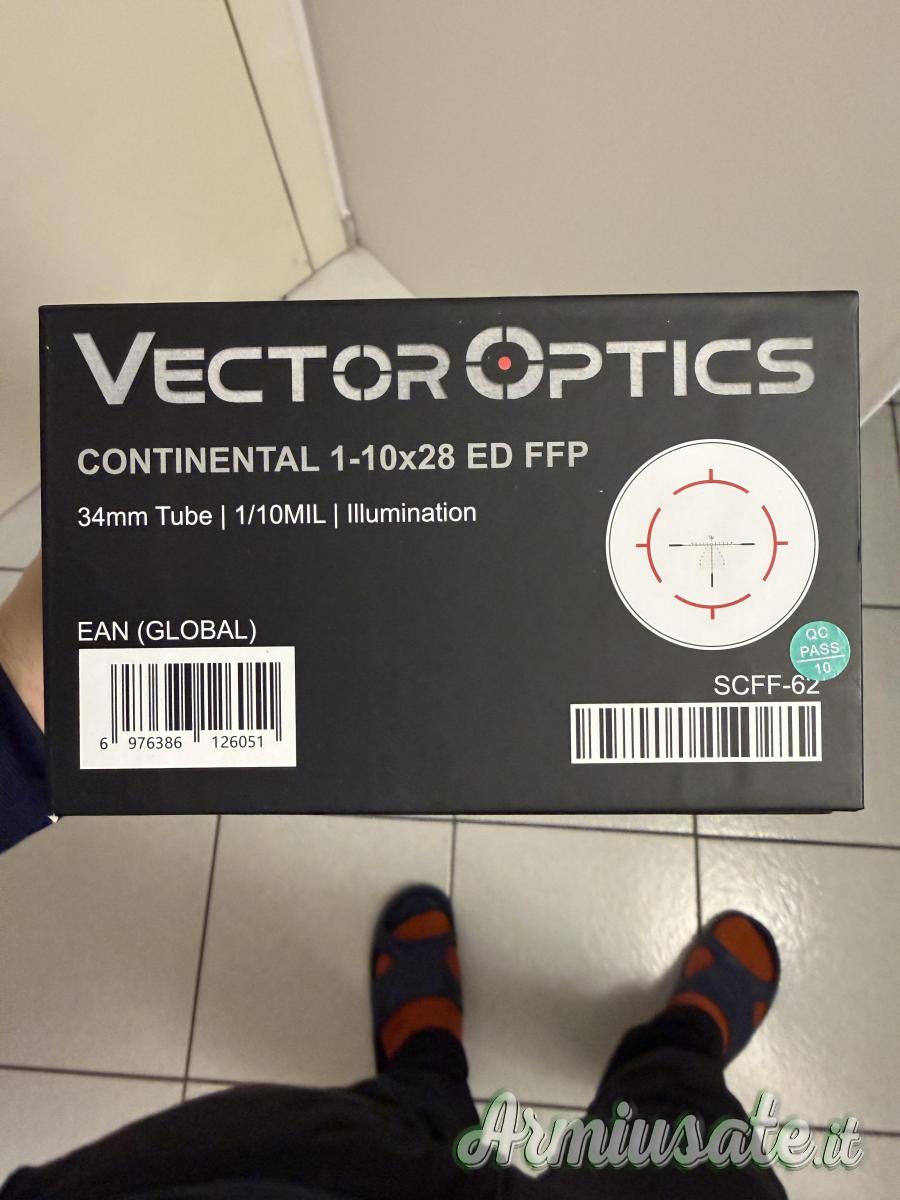 VECTOR OPTICS
CONTINENTAL 1-10x28 ED FFP
34mm Tube | 1/10MIL | Illumination
EAN (GLOBAL)
6 976386 126051
QC
PASS
10
SCFF-62
Armiusate.it